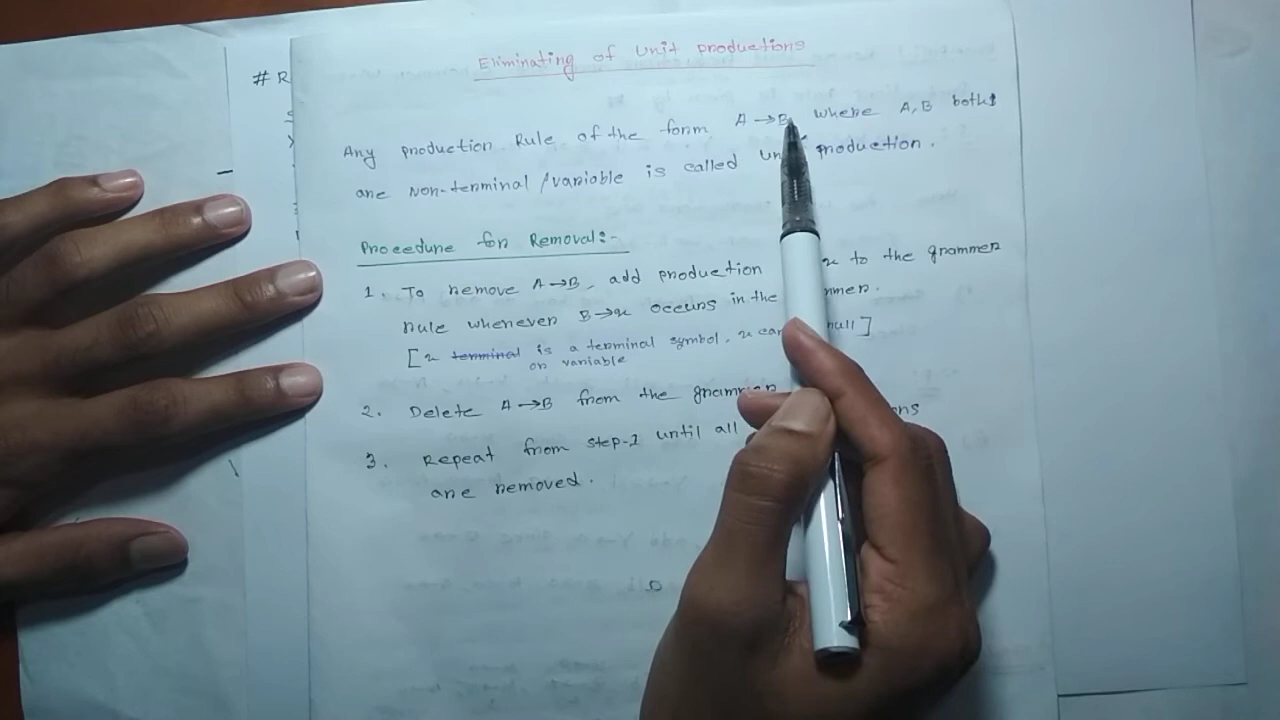 Eliminating of unit productions
# R
Any production Rule of the form A→B, where A, B both
are Non-terminal /variable is called production.
Procedure for Removal:-
1. To remove A→B, add production x to the grammer
rule whenever B→x occurs in the
[x terminal is a terminal symbol, x null]
or variable
2. Delete A→B from the
3. Repeat from step-1 until all
are removed.